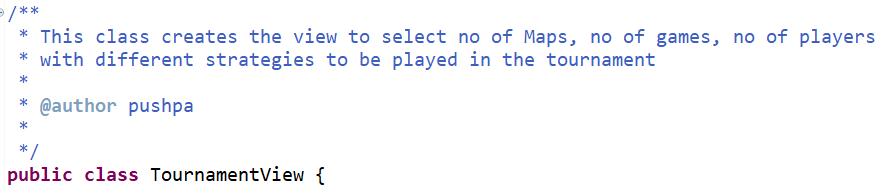 /**
 * This class creates the view to select no of Maps, no of games, no of players
 * with different strategies to be played in the tournament
 *
 * @author pushpa
 *
 */
public class TournamentView {